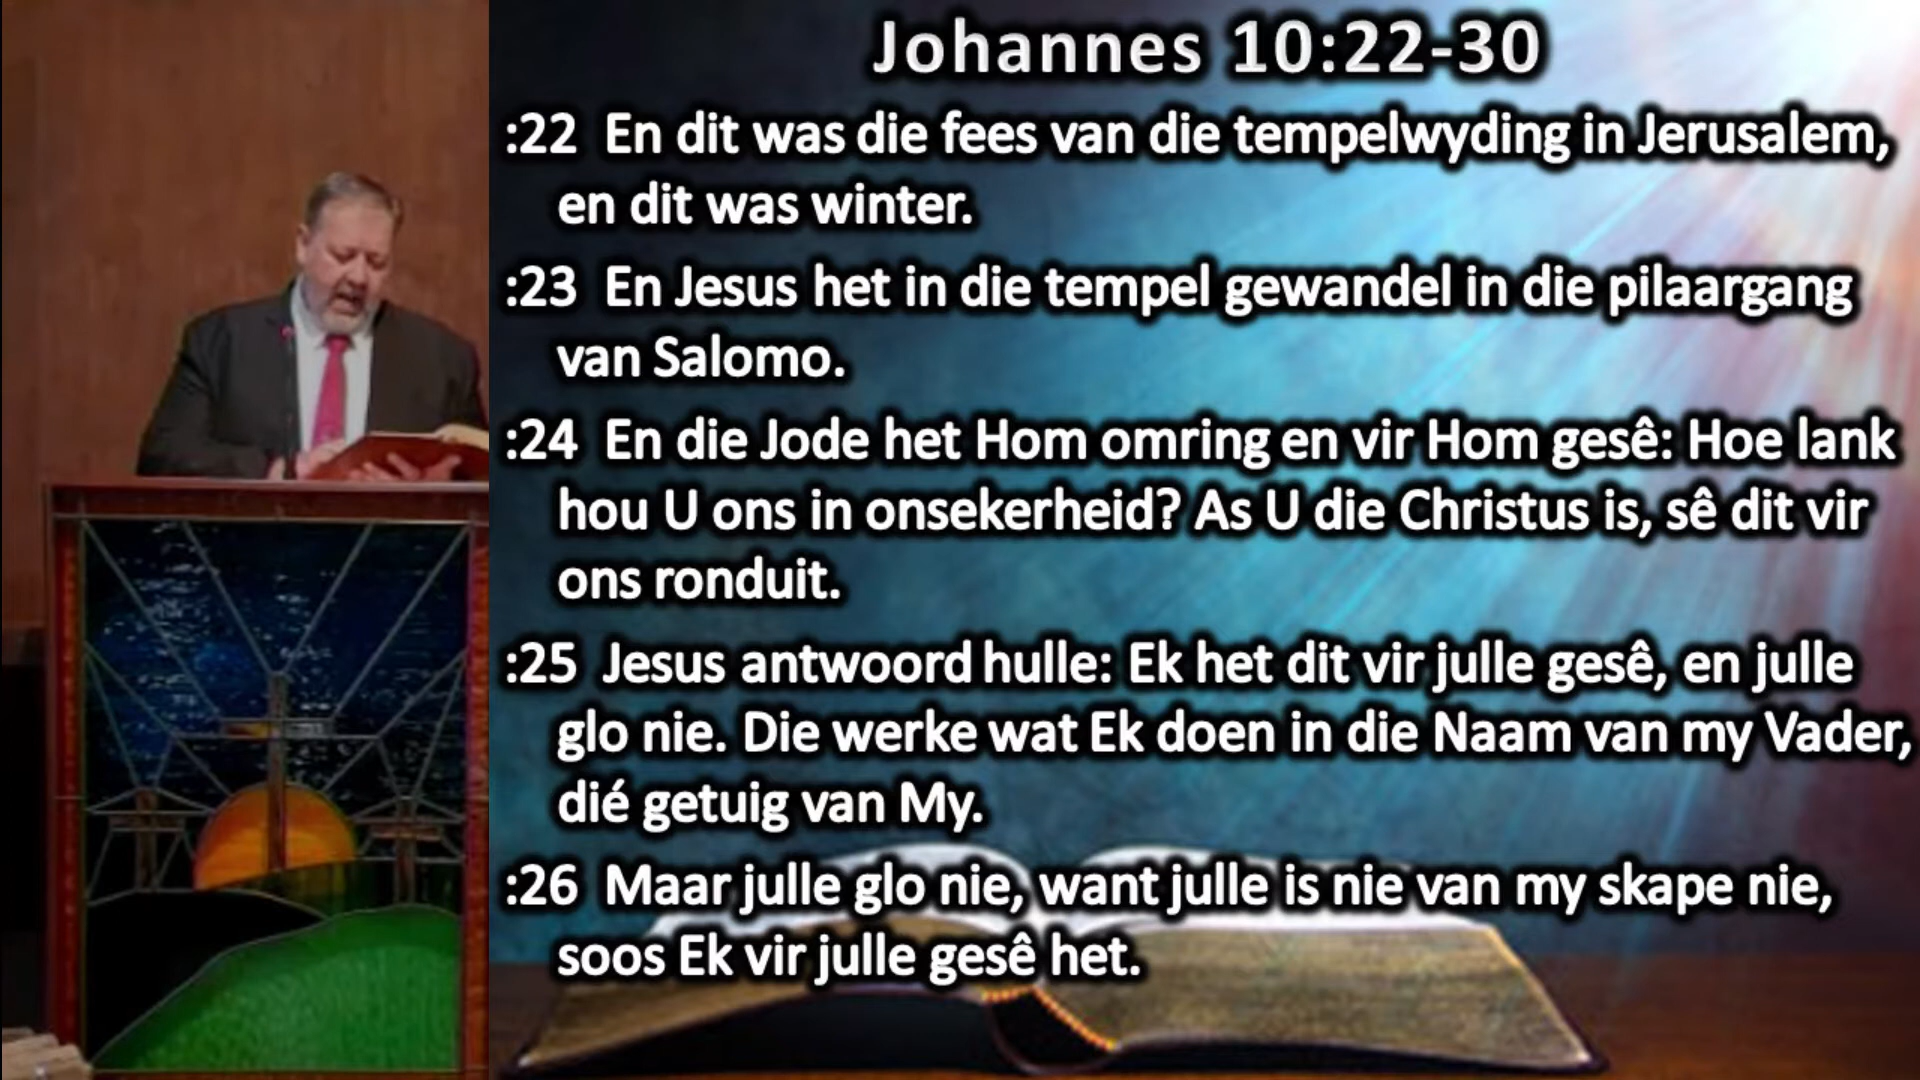 Johannes 10:22-30
:22 En dit was die fees van die tempelwyding in Jerusalem,
en dit was winter.
:23 En Jesus het in die tempel gewandel in die pilaargang
van Salomo.
:24 En die Jode het Hom omring en vir Hom gesê: Hoe lank
hou U ons in onsekerheid? As U die Christus is, sê dit vir
ons ronduit.
:25 Jesus antwoord hulle: Ek het dit vir julle gesê, en julle
glo nie. Die werke wat Ek doen in die Naam van my Vader,
dié getuig van My.
:26 Maar julle glo nie, want julle is nie van my skape nie,
soos Ek vir julle gesê het.